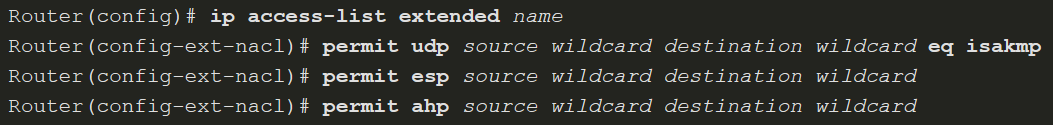 Router(config)# ip access-list extended name
Router(config-ext-nacl)# permit udp source wildcard destination wildcard eq isakmp
Router(config-ext-nacl)# permit esp source wildcard destination wildcard
Router(config-ext-nacl)# permit ahp source wildcard destination wildcard